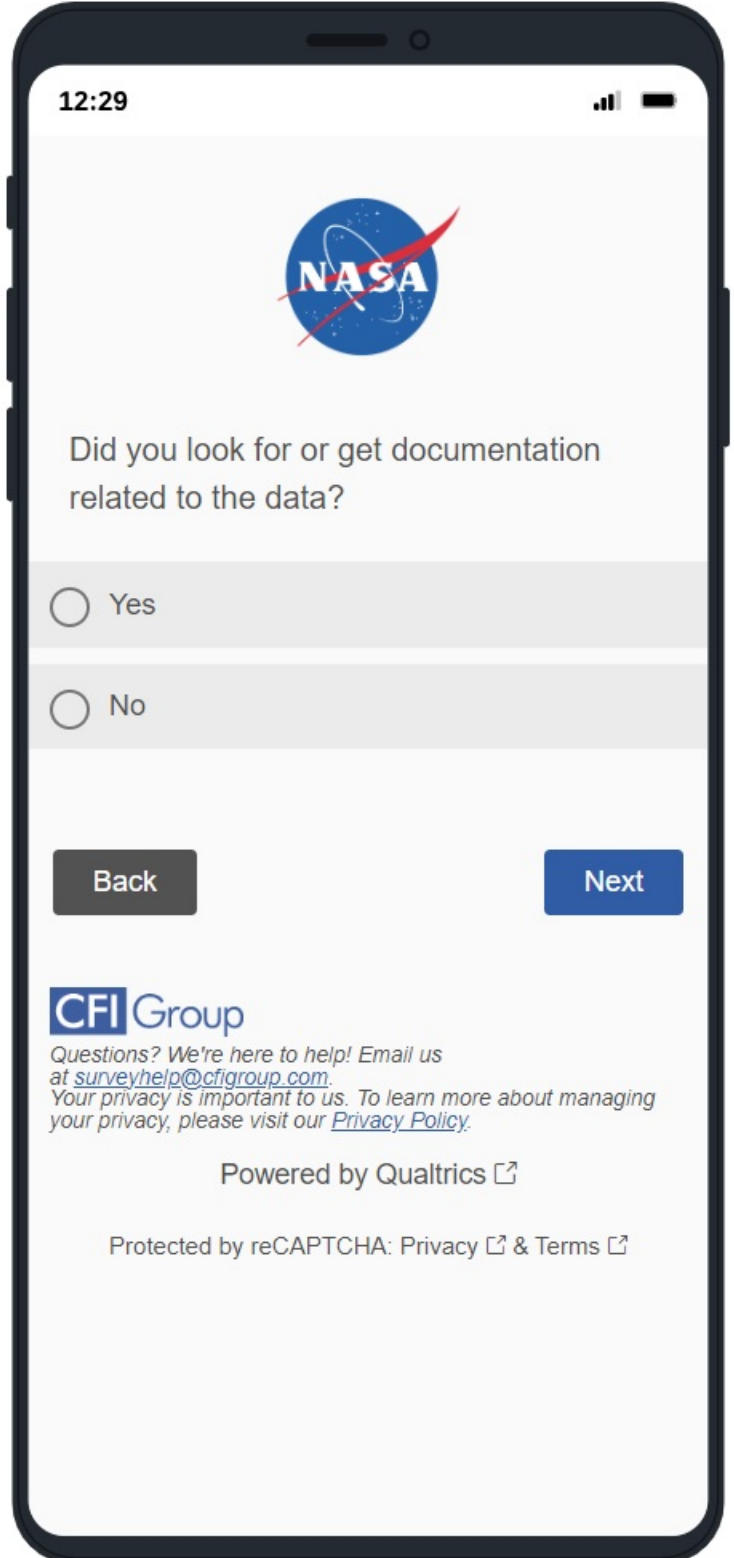 12:29
NASA
Did you look for or get documentation
related to the data?
Yes
No
Back
Next
CFI Group
Questions? We're here to help! Email us
at surveyhelp@cfigroup.com.
Your privacy is important to us. To learn more about managing
your privacy, please visit our Privacy Policy.
Powered by Qualtrics
Protected by reCAPTCHA: Privacy & Terms